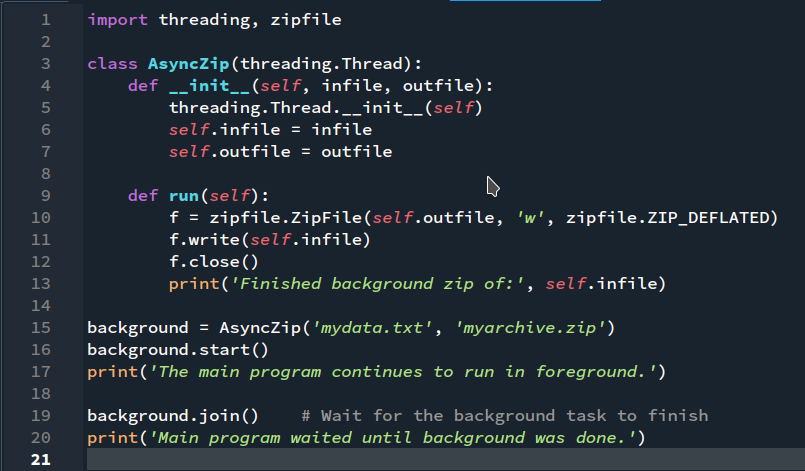 1 import threading, zipfile
2
3 class AsyncZip(threading.Thread):
4     def __init__(self, infile, outfile):
5         threading.Thread.__init__(self)
6         self.infile = infile
7         self.outfile = outfile
8
9     def run(self):
10         f = zipfile.ZipFile(self.outfile, 'w', zipfile.ZIP_DEFLATED)
11         f.write(self.infile)
12         f.close()
13         print('Finished background zip of:', self.infile)
14
15 background = AsyncZip('mydata.txt', 'myarchive.zip')
16 background.start()
17 print('The main program continues to run in foreground.')
18
19 background.join()    # Wait for the background task to finish
20 print('Main program waited until background was done.')
21